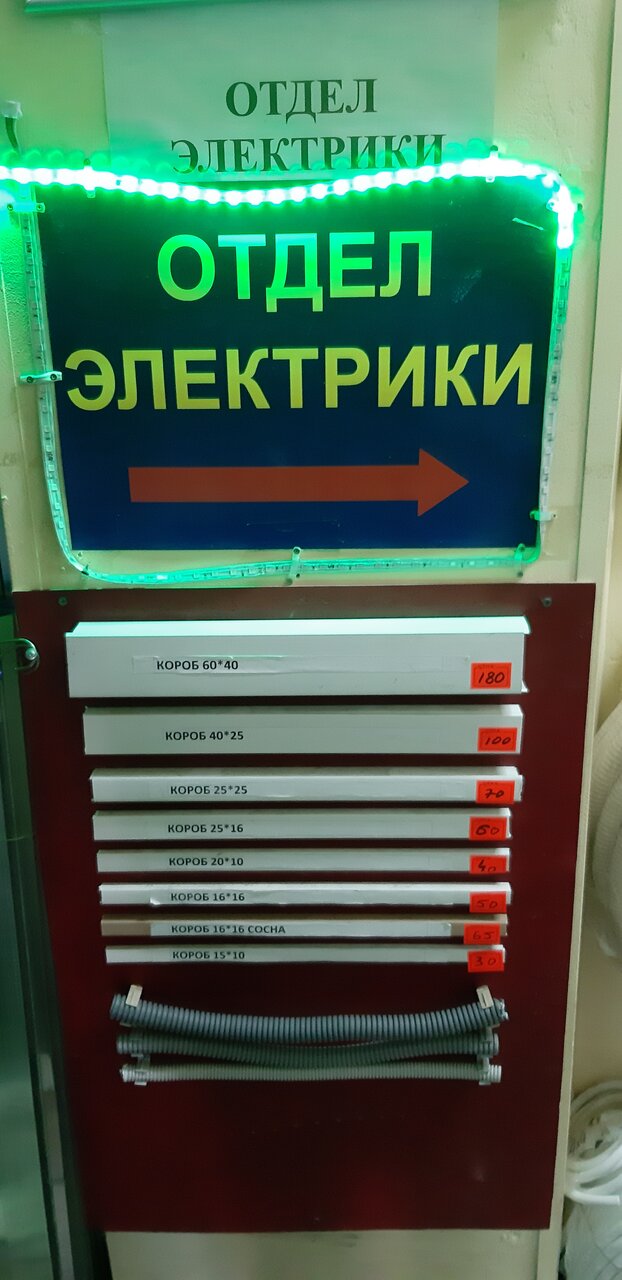 ОТДЕЛ
ЭЛЕКТРИКИ
ОТДЕЛ
ЭЛЕКТРИКИ
КОРОБ 60*40 180
КОРОБ 40*25 100
КОРОБ 25*25 70
КОРОБ 25*16 60
КОРОБ 20*10 40
КОРОБ 16*16 50
КОРОБ 16*16 СОСНА 65
КОРОБ 15*10 30